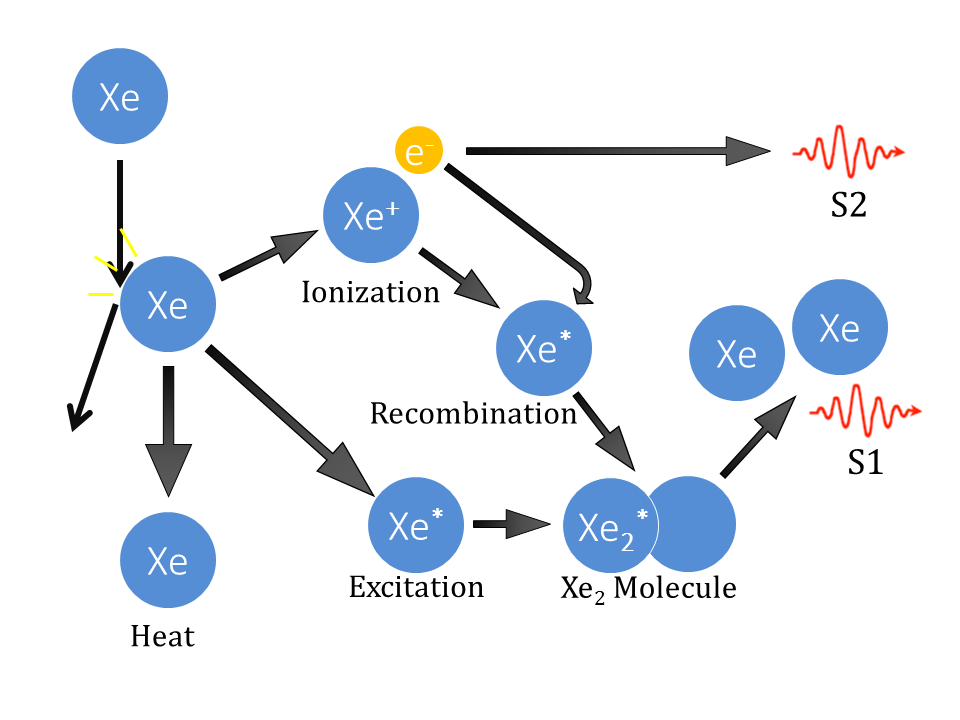 Xe
e⁻
S2
Xe⁺
Ionization
Xe
Xe
Xe
Xe*
Recombination
S1
Xe*
Xe₂*
Xe
Excitation
Xe₂ Molecule
Heat